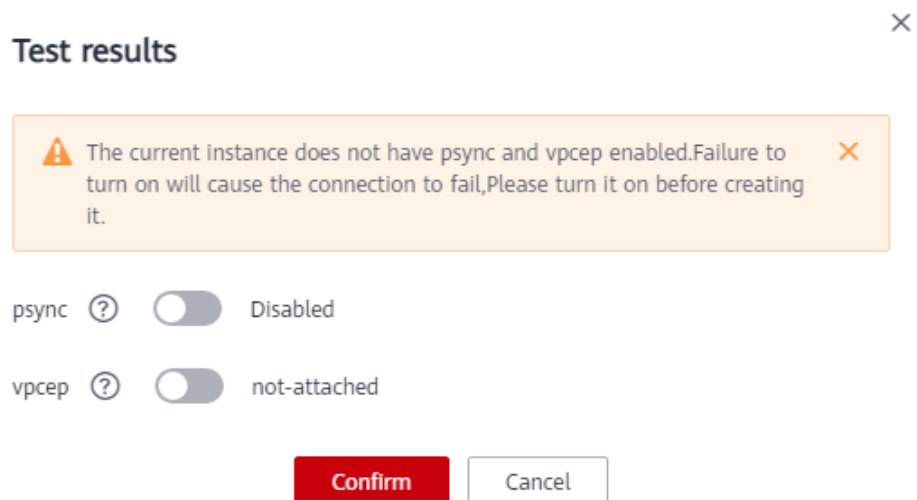 Test results
The current instance does not have psync and vpcep enabled.Failure to
turn on will cause the connection to fail,Please turn it on before creating
it.
psync ? Disabled
vpcep ? not-attached
Confirm Cancel